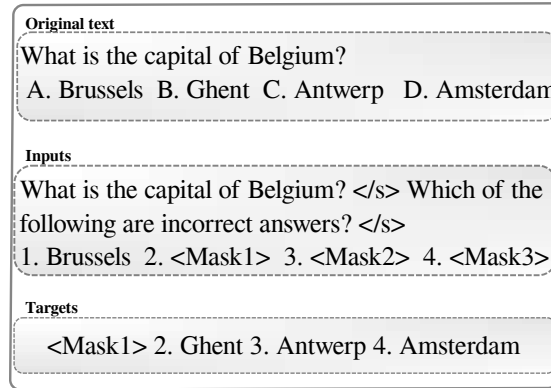 Original text
What is the capital of Belgium?
A. Brussels B. Ghent C. Antwerp D. Amsterdam
Inputs
What is the capital of Belgium? </s> Which of the
following are incorrect answers? </s>
1. Brussels 2. <Mask1> 3. <Mask2> 4. <Mask3>
Targets
<Mask1> 2. Ghent 3. Antwerp 4. Amsterdam